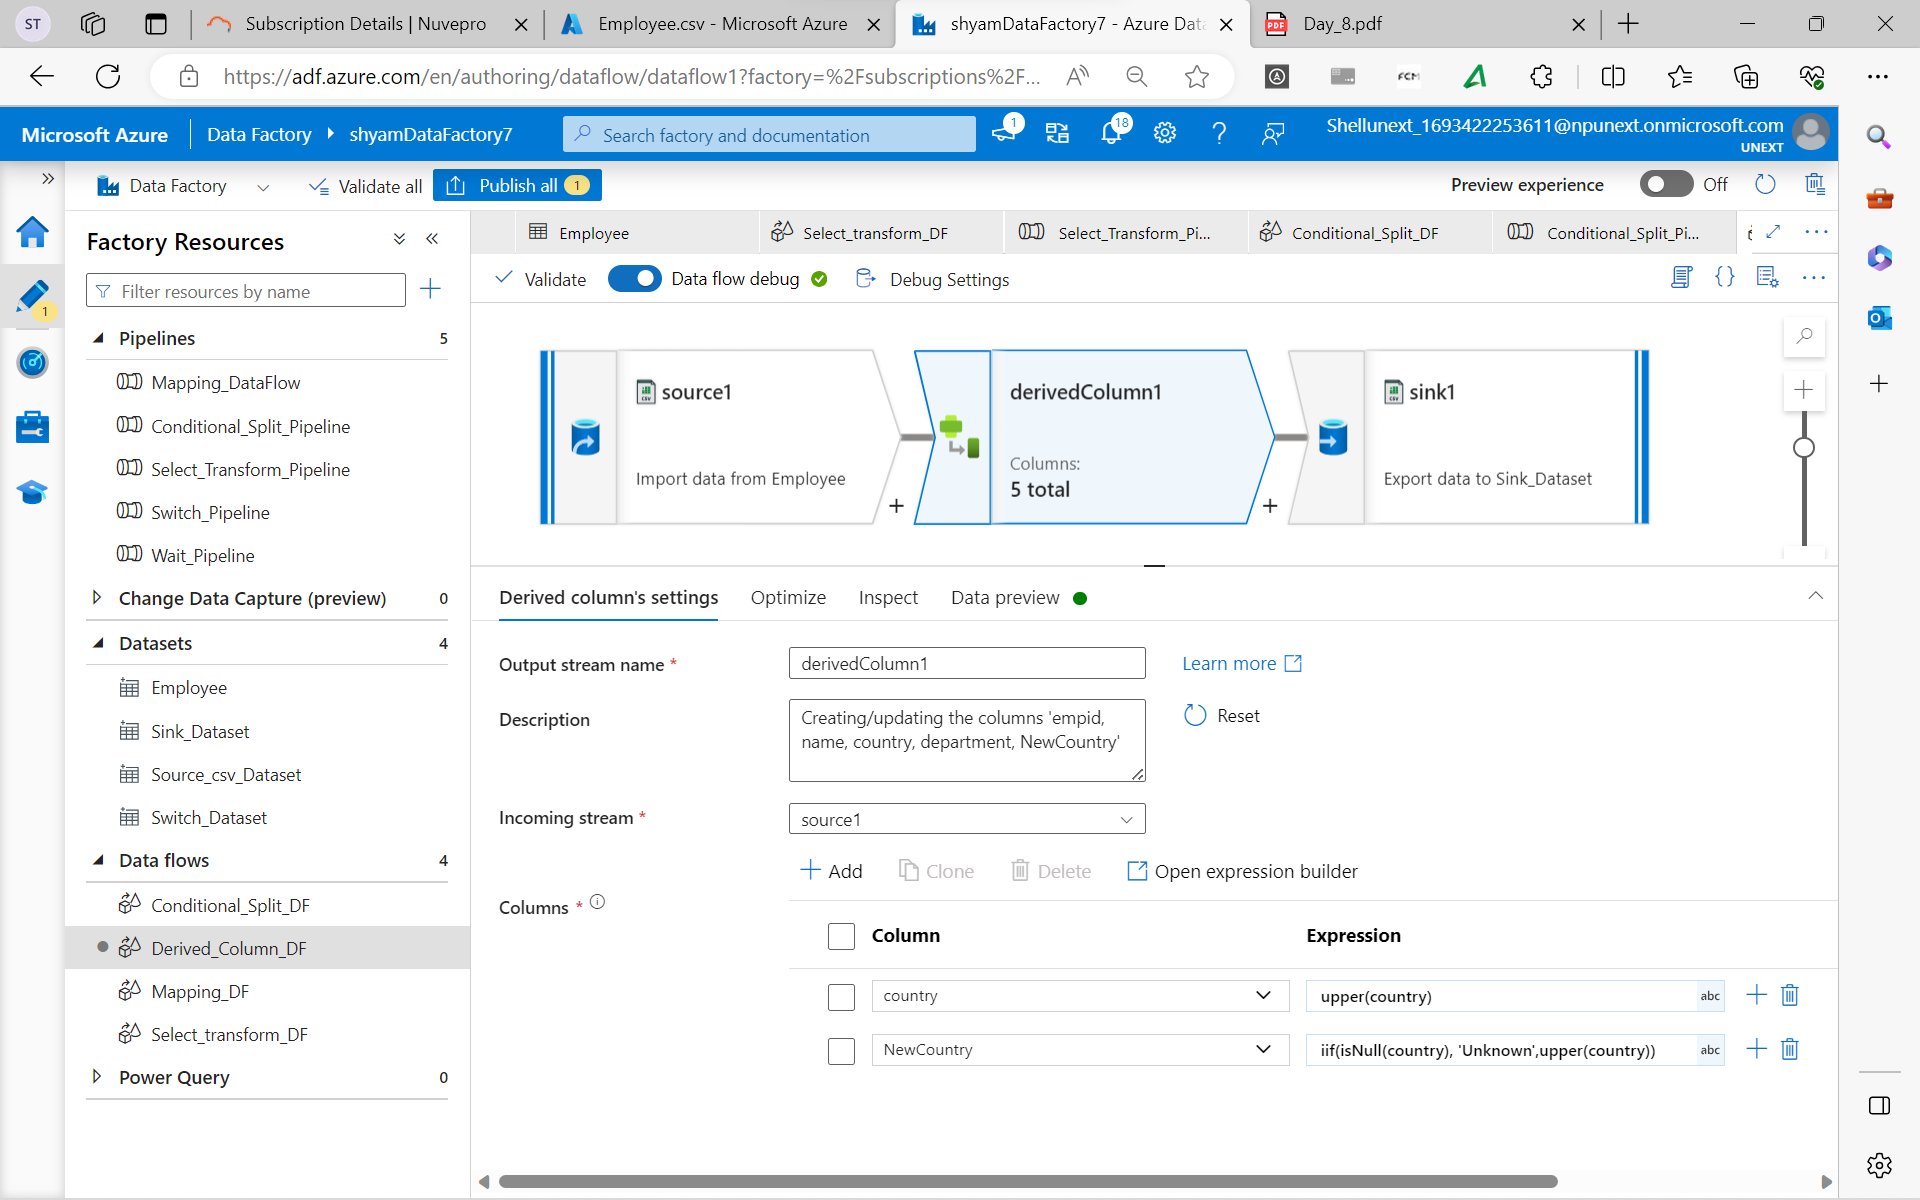 ST
Subscription Details | Nuvepro
Employee.csv - Microsoft Azure
shyamDataFactory7 - Azure Data
Day_8.pdf
https://adf.azure.com/en/authoring/dataflow/dataflow1?factory=%2Fsubscriptions%2F...
Microsoft Azure
Data Factory
shyamDataFactory7
Search factory and documentation
1
18
Shellunext_1693422253611@npunext.onmicrosoft.com
UNEXT
Data Factory
Validate all
Publish all 1
Preview experience
Off
Factory Resources
Employee
Select_transform_DF
Select_Transform_Pi...
Conditional_Split_DF
Conditional_Split_Pi...
Filter resources by name
1
Validate
Data flow debug
Debug Settings
Pipelines 5
Mapping_DataFlow
Conditional_Split_Pipeline
Select_Transform_Pipeline
Switch_Pipeline
Wait_Pipeline
Change Data Capture (preview) 0
Datasets 4
Employee
Sink_Dataset
Source_csv_Dataset
Switch_Dataset
Data flows 4
Conditional_Split_DF
Derived_Column_DF
Mapping_DF
Select_transform_DF
Power Query 0
source1
Import data from Employee
derivedColumn1
Columns:
5 total
sink1
Export data to Sink_Dataset
Derived column's settings
Optimize
Inspect
Data preview
Output stream name *
derivedColumn1
Learn more
Description
Creating/updating the columns 'empid,
name, country, department, NewCountry'
Reset
Incoming stream *
source1
Add
Clone
Delete
Open expression builder
Columns *
Column
Expression
country
upper(country)
abc
NewCountry
iif(isNull(country), 'Unknown',upper(country))
abc